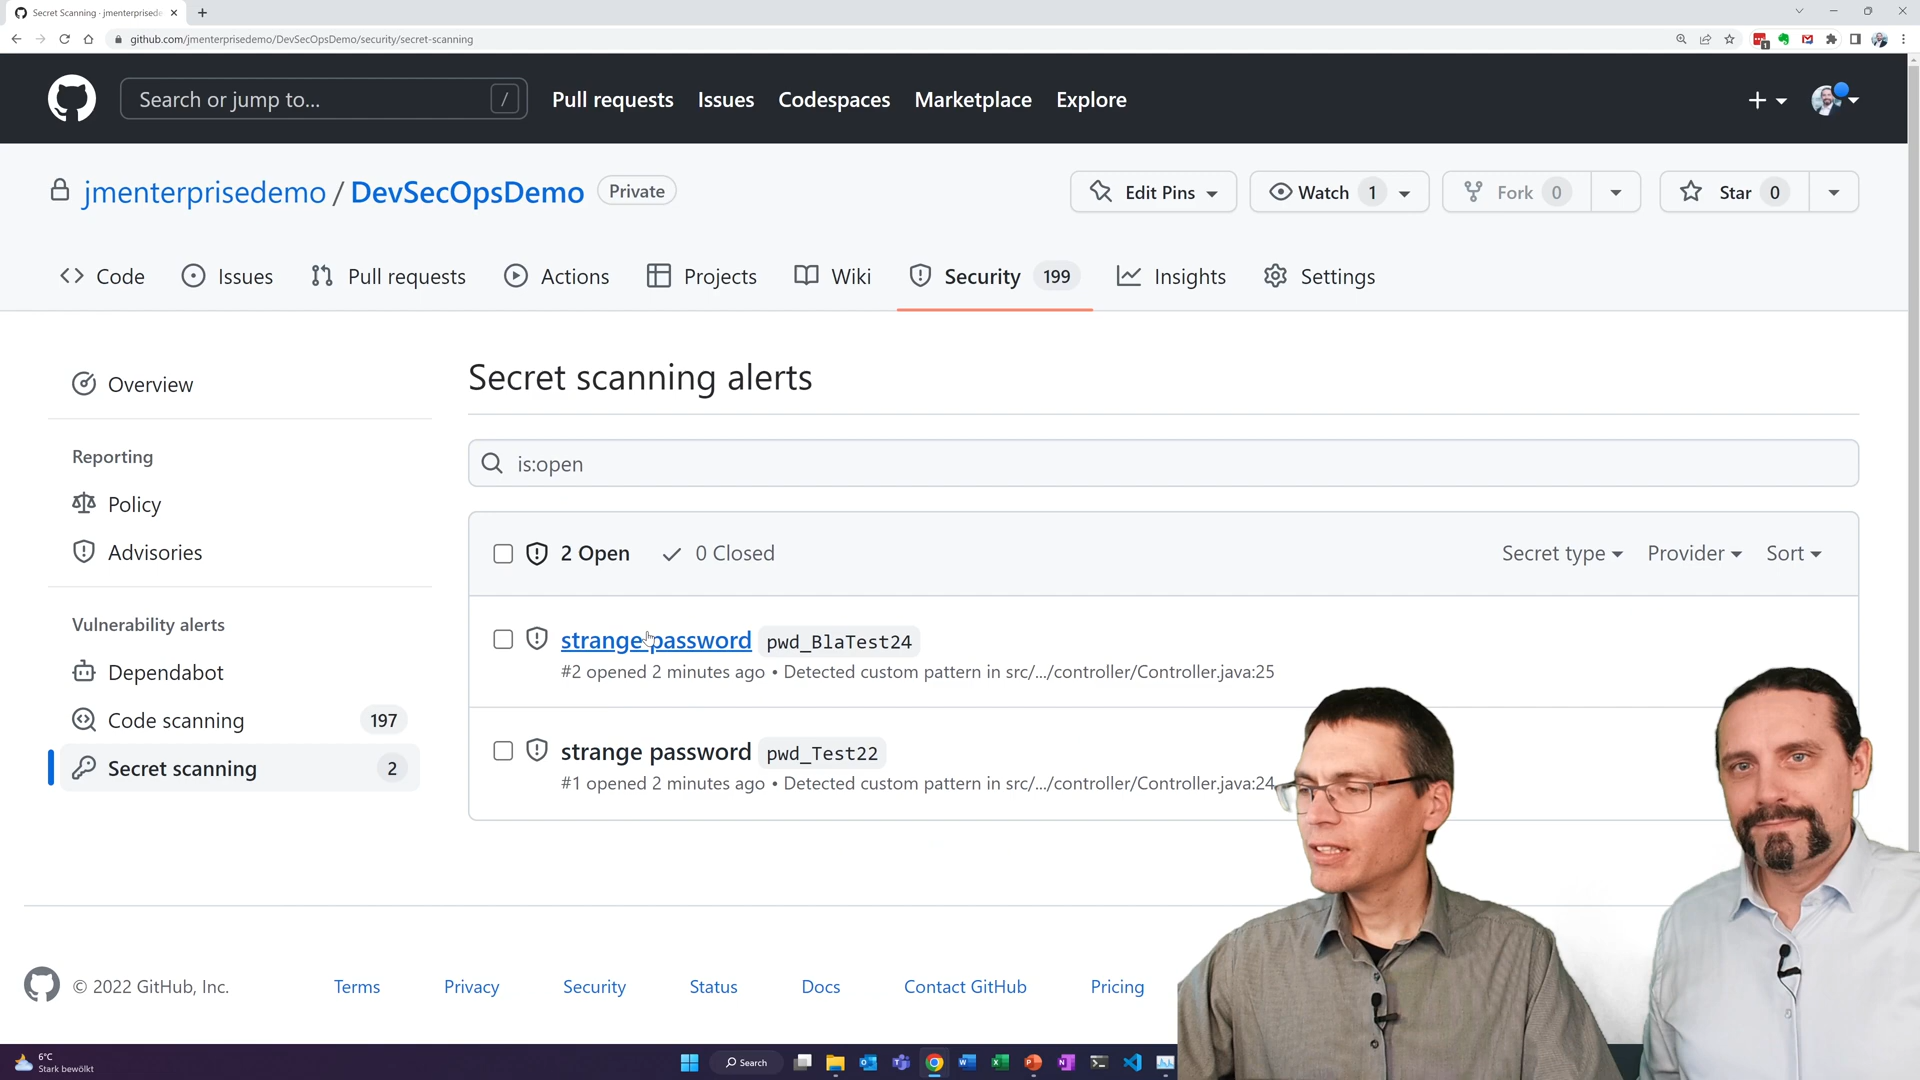 Secret Scanning · jmenterprisede
github.com/jmenterprisedemo/DevSecOpsDemo/security/secret-scanning
Search or jump to... /
Pull requests Issues Codespaces Marketplace Explore
jmenterprisedemo / DevSecOpsDemo Private
Edit Pins Watch 1 Fork 0 Star 0
Code Issues Pull requests Actions Projects Wiki Security 199 Insights Settings
Overview
Reporting
Policy
Advisories
Vulnerability alerts
Dependabot
Code scanning 197
Secret scanning 2
Secret scanning alerts
is:open
2 Open 0 Closed Secret type Provider Sort
strange password pwd_BlaTest24
#2 opened 2 minutes ago • Detected custom pattern in src/.../controller/Controller.java:25
strange password pwd_Test22
#1 opened 2 minutes ago • Detected custom pattern in src/.../controller/Controller.java:24
© 2022 GitHub, Inc. Terms Privacy Security Status Docs Contact GitHub Pricing
6°C
Stark bewölkt
Search